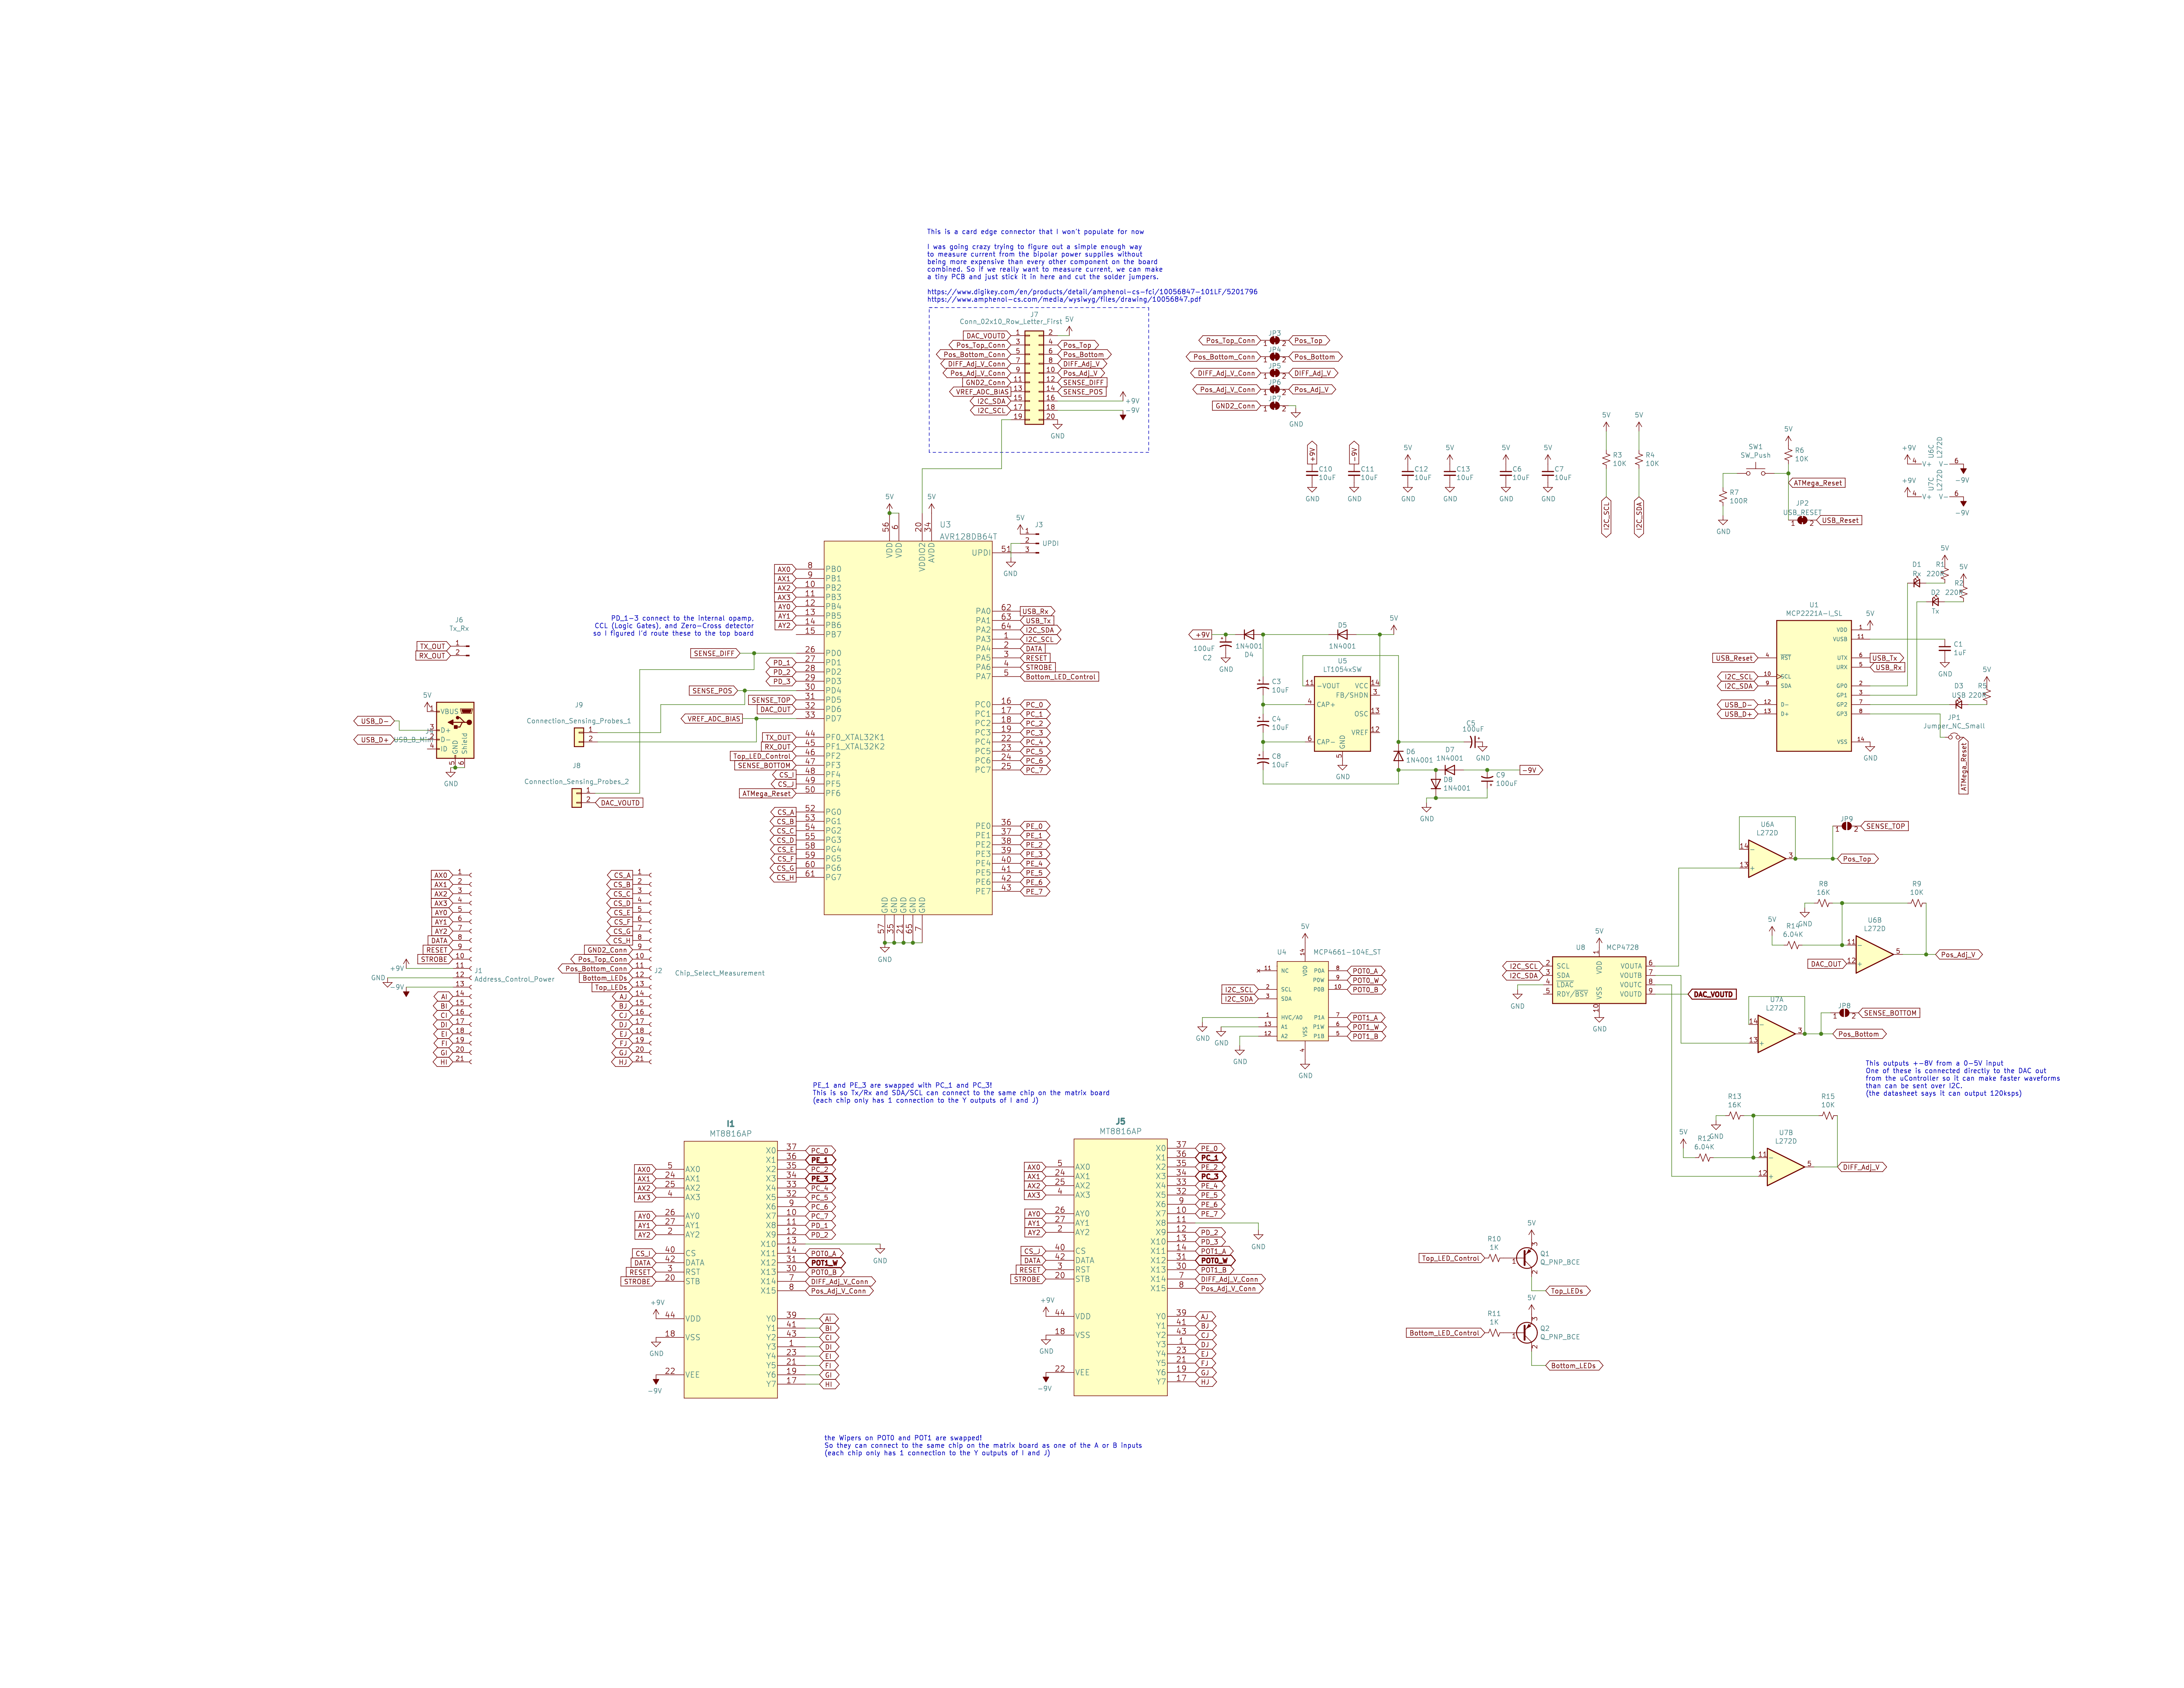 This is a card edge connector that I won't populate for now
I was going crazy trying to figure out a simple enough way
to measure current from the bipolar power supplies without
being more expensive than every other component on the board
combined. So if we really want to measure current, we can make
a tiny PCB and just stick it in here and cut the solder jumpers.
https://www.digikey.com/en/products/detail/amphenol-cs-fci/10056847-101LF/5201796
https://www.amphenol-cs.com/media/wysiwyg/files/drawing/10056847.pdf
J7
Conn_02x10_Row_Letter_First
5V
DAC_VOUTD 1 2
Pos_Top_Conn 3 4 Pos_Top
Pos_Bottom_Conn 5 6 Pos_Bottom
DIFF_Adj_V_Conn 7 8 DIFF_Adj_V
Pos_Adj_V_Conn 9 10 Pos_Adj_V
GND2_Conn 11 12 SENSE_DIFF
VREF_ADC_BIAS 13 14 SENSE_POS
I2C_SDA 15 16 +9V
I2C_SCL 17 18 -9V
19 20
GND
Pos_Top_Conn 1 JP3 2 Pos_Top
Pos_Bottom_Conn 1 JP4 2 Pos_Bottom
DIFF_Adj_V_Conn 1 JP5 2 DIFF_Adj_V
Pos_Adj_V_Conn 1 JP6 2 Pos_Adj_V
GND2_Conn 1 JP7 2
GND
+9V C10 10uF GND
-9V C11 10uF GND
5V C12 10uF GND
5V C13 10uF GND
5V C6 10uF GND
5V C7 10uF GND
5V R3 10K I2C_SCL
5V R4 10K I2C_SDA
SW1
SW_Push
5V
R6
10K
R7
100R
GND
ATMega_Reset
JP2
USB_RESET
1 2 USB_Reset
+9V 4 V+ V- 6 -9V U6C L272D
+9V 4 V+ V- 6 -9V U7C L272D
U3
AVR128DB64T
5V 5V
56 6 20 34
VDD VDD VDDIO2 AVDD
5V
J3
UPDI
1
2
3
GND
UPDI 51
AX0 8 PB0
AX1 9 PB1
AX2 10 PB2
AX3 11 PB3
AY0 12 PB4
AY1 13 PB5
AY2 14 PB6
15 PB7
PD_1-3 connect to the internal opamp,
CCL (Logic Gates), and Zero-Cross detector
so I figured I'd route these to the top board
SENSE_DIFF 26 PD0
PD_1 27 PD1
PD_2 28 PD2
PD_3 29 PD3
SENSE_POS 30 PD4
SENSE_TOP 31 PD5
DAC_OUT 32 PD6
VREF_ADC_BIAS 33 PD7
TX_OUT 44 PF0_XTAL32K1
RX_OUT 45 PF1_XTAL32K2
Top_LED_Control 46 PF2
SENSE_BOTTOM 47 PF3
CS_I 48 PF4
CS_J 49 PF5
ATMega_Reset 50 PF6
CS_A 52 PG0
CS_B 53 PG1
CS_C 54 PG2
CS_D 55 PG3
CS_E 58 PG4
CS_F 59 PG5
CS_G 60 PG6
CS_H 61 PG7
PA0 62 USB_Rx
PA1 63 USB_Tx
PA2 64 I2C_SDA
PA3 1 I2C_SCL
PA4 2 DATA
PA5 3 RESET
PA6 4 STROBE
PA7 5 Bottom_LED_Control
PC0 16 PC_0
PC1 17 PC_1
PC2 18 PC_2
PC3 19 PC_3
PC4 22 PC_4
PC5 23 PC_5
PC6 24 PC_6
PC7 25 PC_7
PE0 36 PE_0
PE1 37 PE_1
PE2 38 PE_2
PE3 39 PE_3
PE4 40 PE_4
PE5 41 PE_5
PE6 42 PE_6
PE7 43 PE_7
GND GND GND GND GND
57 35 21 65 7
GND
J6
Tx_Rx
TX_OUT 1
RX_OUT 2
5V
USB_D-
USB_D+
USB_B_Mini
1 VBUS
3 D+
2 D-
4 ID
GND Shield
5 6
GND
J9
Connection_Sensing_Probes_1
1
2
J8
Connection_Sensing_Probes_2
1
2 DAC_VOUTD
AX0 1
AX1 2
AX2 3
AX3 4
AY0 5
AY1 6
AY2 7
DATA 8
RESET 9
STROBE 10
+9V 11
GND 12
-9V 13
AI 14
BI 15
CI 16
DI 17
EI 18
FI 19
GI 20
HI 21
J1
Address_Control_Power
CS_A 1
CS_B 2
CS_C 3
CS_D 4
CS_E 5
CS_F 6
CS_G 7
CS_H 8
GND2_Conn 9
Pos_Top_Conn 10
Pos_Bottom_Conn 11
Bottom_LEDs 12
Top_LEDs 13
AJ 14
BJ 15
CJ 16
DJ 17
EJ 18
FJ 19
GJ 20
HJ 21
J2
Chip_Select_Measurement
+9V
100uF
C2
GND
1N4001
D4
D5
1N4001
5V
C3
10uF
C4
10uF
C8
10uF
U5
LT1054xSW
11 -VOUT VCC 14
FB/SHDN 3
4 CAP+
OSC 13
VREF 12
6 CAP- GND
5
GND
C5
100uF
GND
D6
1N4001
D7
1N4001
D8
1N4001
C9
100uF
-9V
GND
U1
MCP2221A-I_SL
5V
USB_Reset 4 RST
I2C_SCL 10 SCL
I2C_SDA 9 SDA
USB_D- 12 D-
USB_D+ 13 D+
VDD 1
VUSB 11
UTX 6 USB_Tx
URX 5 USB_Rx
GP0 2
GP1 3
GP2 7
GP3 8
VSS 14
GND
C1
1uF
GND
D1
Rx
R1
220R
5V
D2
Tx
R2
5V
D3
USB
R5
220R
5V
JP1
Jumper_NC_Small
ATMega_Reset
U6A
L272D
14
13
3
JP9
1 2 SENSE_TOP
Pos_Top
R8
16K
R9
10K
GND
5V
R14
6.04K
U6B
L272D
11
12
5
DAC_OUT
Pos_Adj_V
U4
MCP4661-104E_ST
5V
14
VDD
11 NC
I2C_SCL 2 SCL
I2C_SDA 3 SDA
1 HVC/A0
13 A1
12 A2
P0A 8 POT0_A
P0W 9 POT0_W
P0B 10 POT0_B
P1A 7 POT1_A
P1W 6 POT1_W
P1B 5 POT1_B
VSS
4
GND
GND
GND
GND
U8
MCP4728
5V
1
VDD
I2C_SCL 2 SCL
I2C_SDA 3 SDA
4 LDAC
5 RDY/BSY
VOUTA 6
VOUTB 7
VOUTC 8
VOUTD 9 DAC_VOUTD
VSS
10
GND
GND
U7A
L272D
14
13
3
JP8
1 2 SENSE_BOTTOM
Pos_Bottom
This outputs +-8V from a 0-5V input
One of these is connected directly to the DAC out
from the uController so it can make faster waveforms
than can be sent over I2C.
(the datasheet says it can output 120ksps)
R13
16K
R15
10K
GND
5V
R12
6.04K
U7B
L272D
11
12
5
DIFF_Adj_V
PE_1 and PE_3 are swapped with PC_1 and PC_3!
This is so Tx/Rx and SDA/SCL can connect to the same chip on the matrix board
(each chip only has 1 connection to the Y outputs of I and J)
I1
MT8816AP
AX0 5 AX0
AX1 24 AX1
AX2 25 AX2
AX3 4 AX3
AY0 26 AY0
AY1 27 AY1
AY2 2 AY2
CS_I 40 CS
DATA 42 DATA
RESET 3 RST
STROBE 20 STB
+9V 44 VDD
GND 18 VSS
-9V 22 VEE
X0 37 PC_0
X1 36 PE_1
X2 35 PC_2
X3 34 PE_3
X4 33 PC_4
X5 32 PC_5
X6 9 PC_6
X7 10 PC_7
X8 11 PD_1
X9 12 PD_2
X10 13 GND
X11 14 POT0_A
X12 31 POT1_W
X13 30 POT0_B
X14 7 DIFF_Adj_V_Conn
X15 8 Pos_Adj_V_Conn
Y0 39 AI
Y1 41 BI
Y2 43 CI
Y3 1 DI
Y4 23 EI
Y5 21 FI
Y6 19 GI
Y7 17 HI
J5
MT8816AP
AX0 5 AX0
AX1 24 AX1
AX2 25 AX2
AX3 4 AX3
AY0 26 AY0
AY1 27 AY1
AY2 2 AY2
CS_J 40 CS
DATA 42 DATA
RESET 3 RST
STROBE 20 STB
+9V 44 VDD
GND 18 VSS
-9V 22 VEE
X0 37 PE_0
X1 36 PC_1
X2 35 PE_2
X3 34 PC_3
X4 33 PE_4
X5 32 PE_5
X6 9 PE_6
X7 10 PE_7
X8 11 GND
X9 12 PD_2
X10 13 PD_3
X11 14 POT1_A
X12 31 POT0_W
X13 30 POT1_B
X14 7 DIFF_Adj_V_Conn
X15 8 Pos_Adj_V_Conn
Y0 39 AJ
Y1 41 BJ
Y2 43 CJ
Y3 1 DJ
Y4 23 EJ
Y5 21 FJ
Y6 19 GJ
Y7 17 HJ
5V
R10
1K
Top_LED_Control
1 2 3
Q1
Q_PNP_BCE
Top_LEDs
5V
R11
1K
Bottom_LED_Control
1 2 3
Q2
Q_PNP_BCE
Bottom_LEDs
the Wipers on POT0 and POT1 are swapped!
So they can connect to the same chip on the matrix board as one of the A or B inputs
(each chip only has 1 connection to the Y outputs of I and J)